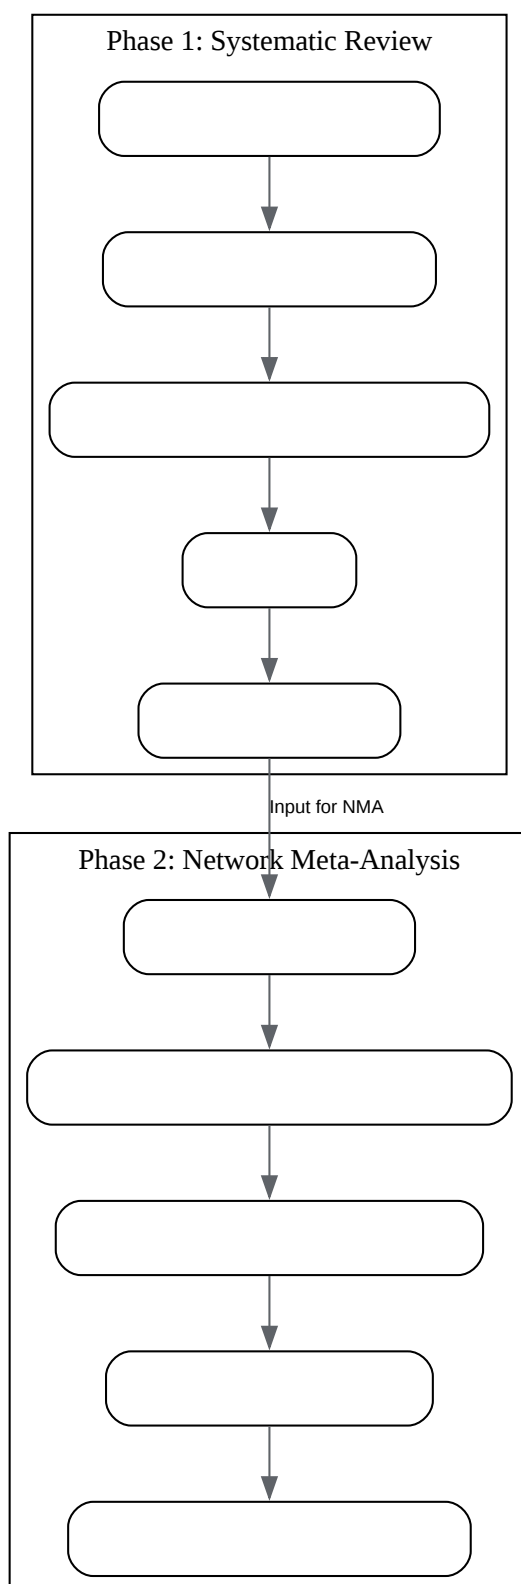 Phase 1: Systematic Review
Input for NMA
Phase 2: Network Meta-Analysis